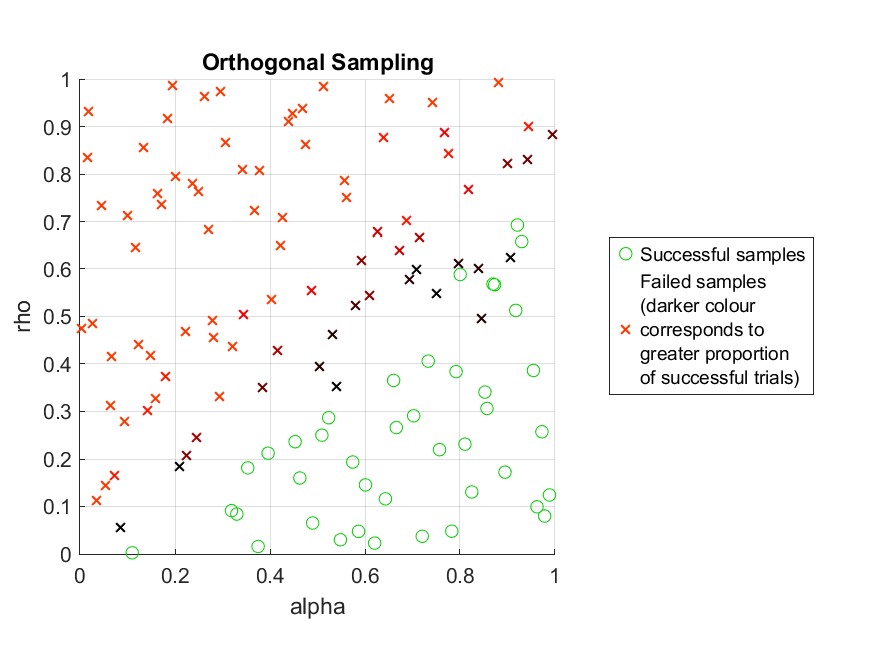 Orthogonal Sampling
1
0.9
0.8
0.7
0.6
0.5
0.4
0.3
0.2
0.1
0
rho
0 0.2 0.4 0.6 0.8 1
alpha
Successful samples
Failed samples
(darker colour
corresponds to
greater proportion
of successful trials)